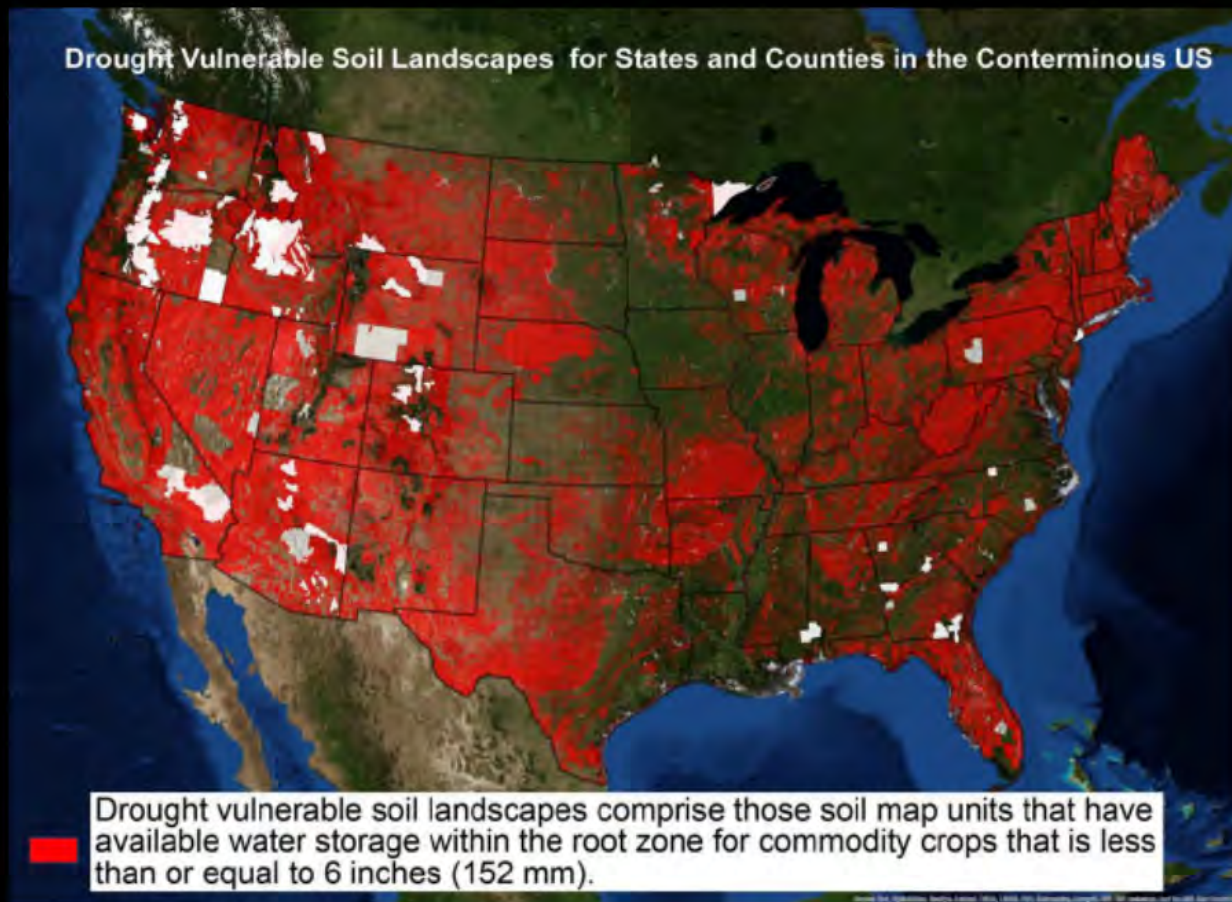 Drought Vulnerable Soil Landscapes for States and Counties in the Conterminous US
Drought vulnerable soil landscapes comprise those soil map units that have
available water storage within the root zone for commodity crops that is less
than or equal to 6 inches (152 mm).